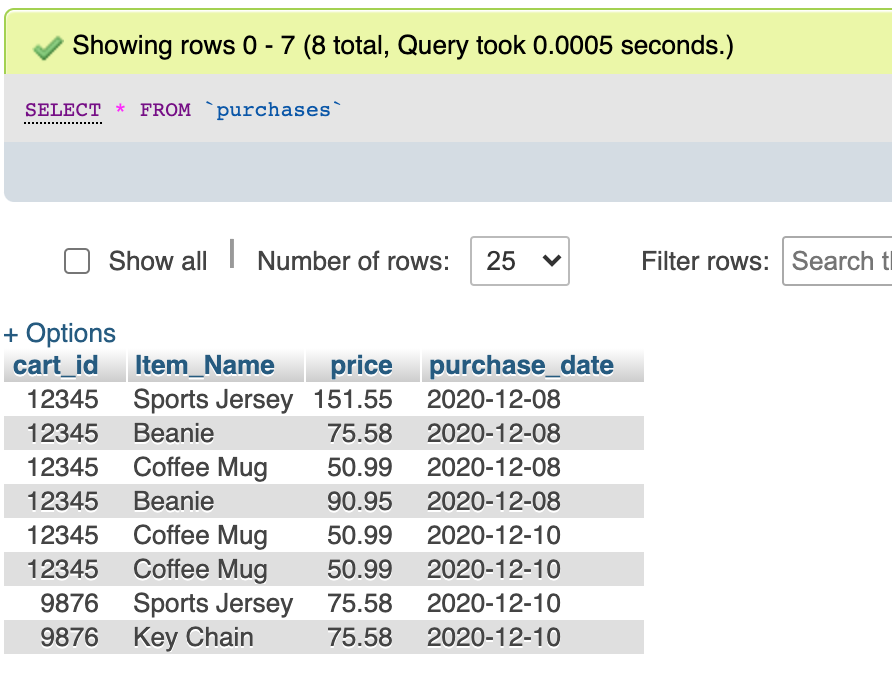 Showing rows 0 - 7 (8 total, Query took 0.0005 seconds.)
SELECT * FROM `purchases`
Show all | Number of rows: 25 Filter rows: Search
+ Options
cart_id Item_Name price purchase_date
12345 Sports Jersey 151.55 2020-12-08
12345 Beanie 75.58 2020-12-08
12345 Coffee Mug 50.99 2020-12-08
12345 Beanie 90.95 2020-12-08
12345 Coffee Mug 50.99 2020-12-10
12345 Coffee Mug 50.99 2020-12-10
9876 Sports Jersey 75.58 2020-12-10
9876 Key Chain 75.58 2020-12-10